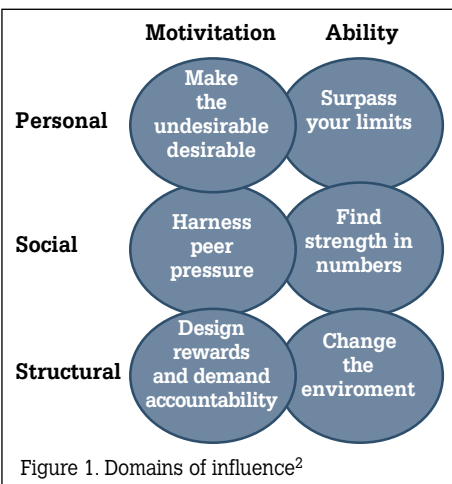 Motivitation Ability
Personal
Make
the
undesirable
desirable
Surpass
your limits
Social
Harness
peer
pressure
Find
strength in
numbers
Structural
Design
rewards
and demand
accountability
Change
the
enviroment
Figure 1. Domains of influence²